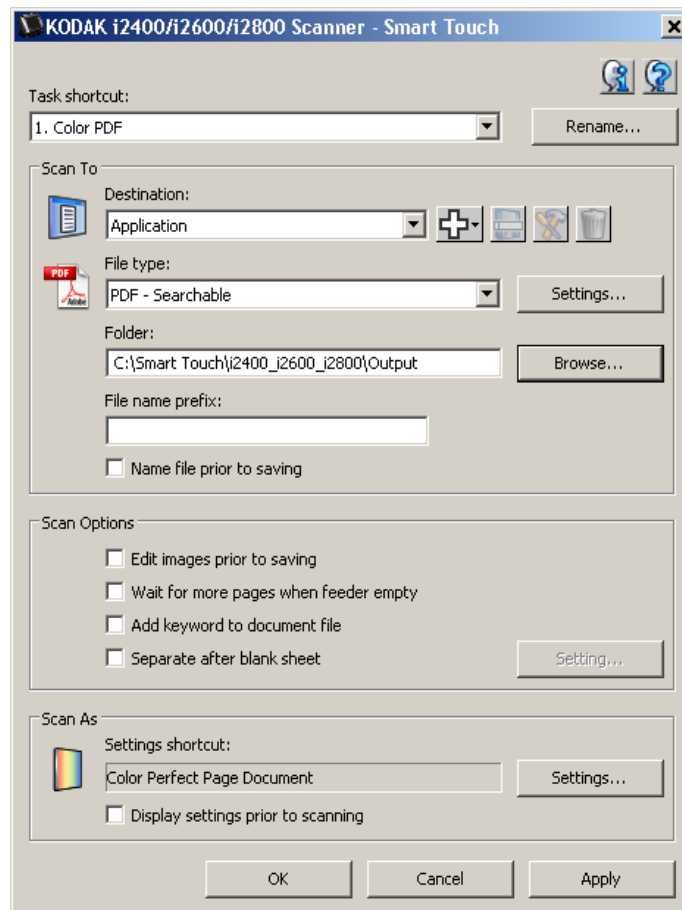 KODAK i2400/i2600/i2800 Scanner - Smart Touch
Task shortcut:
1. Color PDF
Rename...
Scan To
Destination:
Application
File type:
PDF
Adobe
PDF - Searchable
Settings...
Folder:
C:\Smart Touch\i2400_i2600_i2800\Output
Browse...
File name prefix:
Name file prior to saving
Scan Options
Edit images prior to saving
Wait for more pages when feeder empty
Add keyword to document file
Separate after blank sheet
Setting...
Scan As
Settings shortcut:
Color Perfect Page Document
Settings...
Display settings prior to scanning
OK
Cancel
Apply